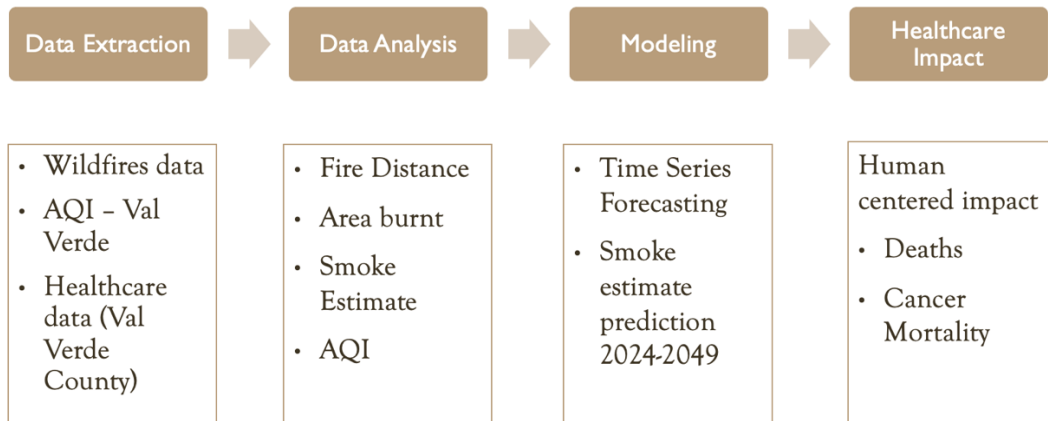 Data Extraction
Data Analysis
Modeling
Healthcare
Impact
• Wildfires data
• AQI – Val
Verde
• Healthcare
data (Val
Verde
County)
• Fire Distance
• Area burnt
• Smoke
Estimate
• AQI
• Time Series
Forecasting
• Smoke
estimate
prediction
2024-2049
Human
centered impact
• Deaths
• Cancer
Mortality